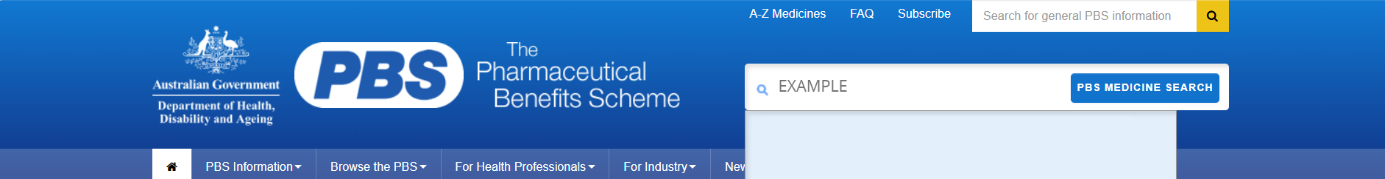 A-Z Medicines FAQ Subscribe Search for general PBS information
Australian Government
Department of Health,
Disability and Ageing
PBS
The
Pharmaceutical
Benefits Scheme
EXAMPLE PBS MEDICINE SEARCH
PBS Information Browse the PBS For Health Professionals For Industry